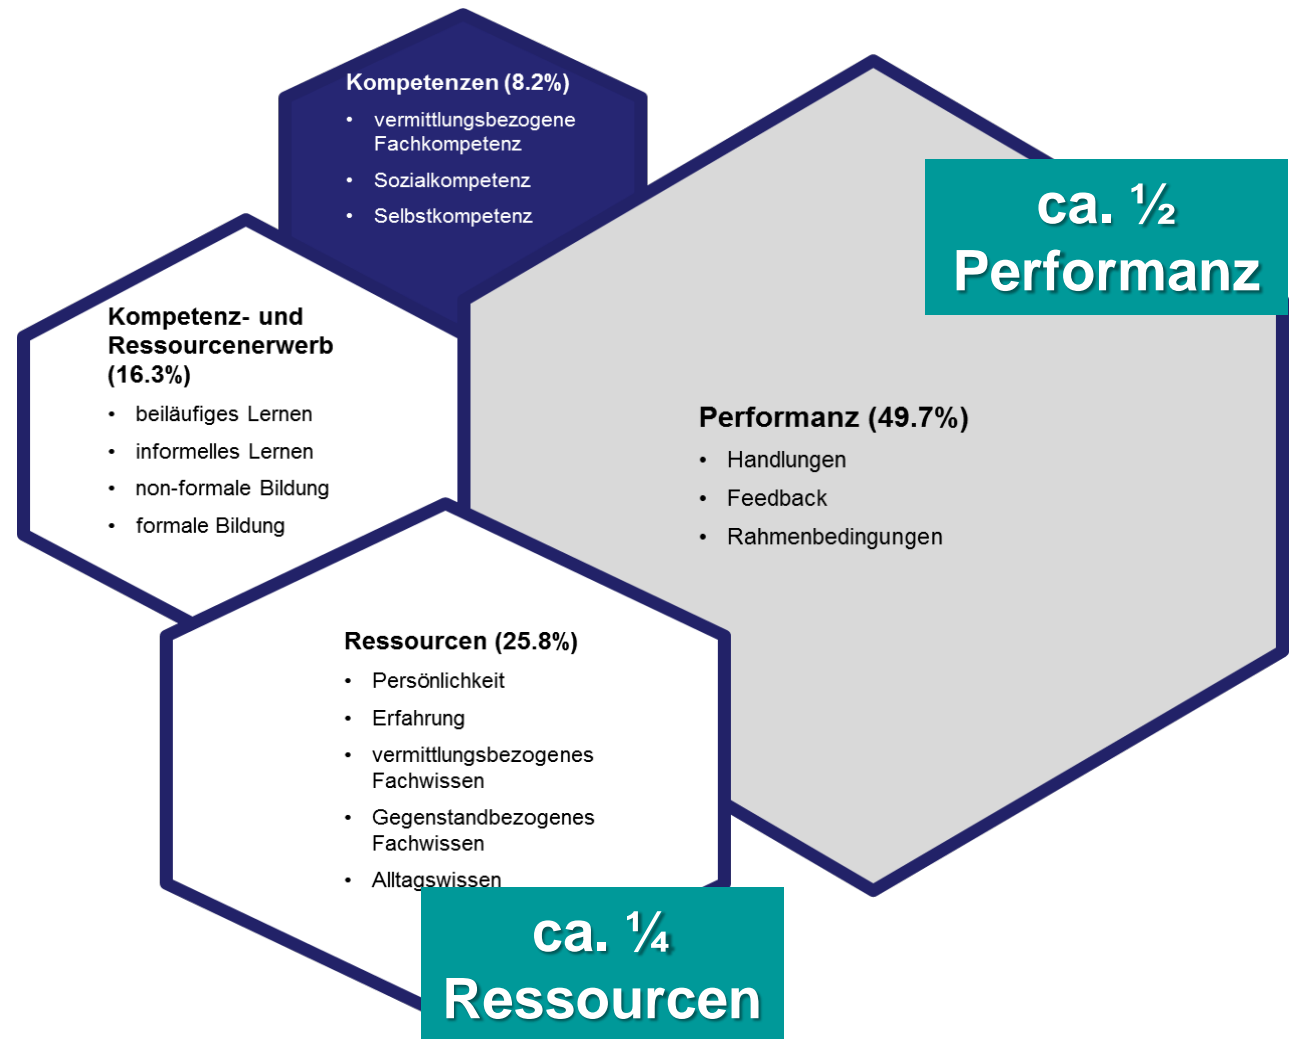 Kompetenzen (8.2%)
• vermittlungsbezogene
Fachkompetenz
• Sozialkompetenz
• Selbstkompetenz
ca. ½
Performanz
Kompetenz- und
Ressourcenerwerb
(16.3%)
• beiläufiges Lernen
• informelles Lernen
• non-formale Bildung
• formale Bildung
Performanz (49.7%)
• Handlungen
• Feedback
• Rahmenbedingungen
Ressourcen (25.8%)
• Persönlichkeit
• Erfahrung
• vermittlungsbezogenes
Fachwissen
• Gegenstandbezogenes
Fachwissen
• Alltagswissen
ca. ¼
Ressourcen